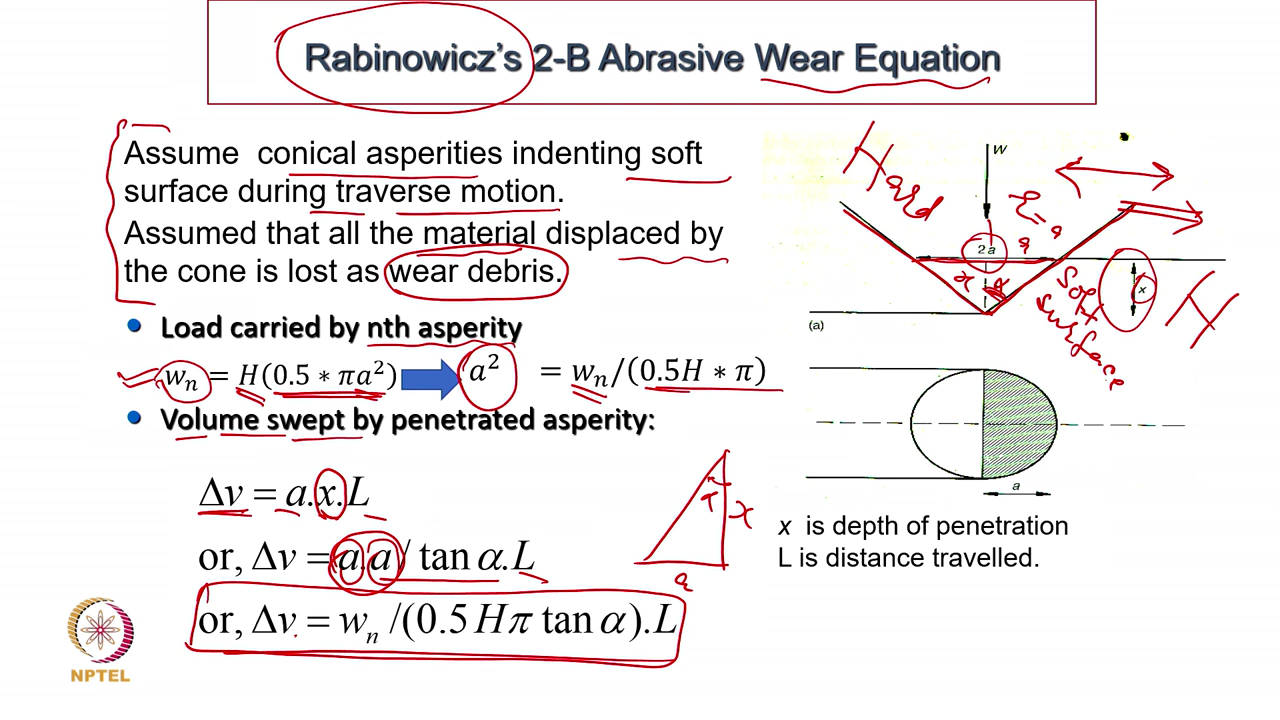 Rabinowicz's 2-B Abrasive Wear Equation
Assume conical asperities indenting soft
surface during traverse motion.
Assumed that all the material displaced by
the cone is lost as wear debris.
• Load carried by nth asperity
wₙ = H(0.5 * πa²) a² = wₙ/(0.5H * π)
• Volume swept by penetrated asperity:
Δv = a.x.L
or, Δv = a.a / tan α.L
or, Δv = wₙ /(0.5 Hπ tan α).L
NPTEL
Hard
w
2a
x
Soft
surface
H
(a)
a
x
a
x is depth of penetration
L is distance travelled.